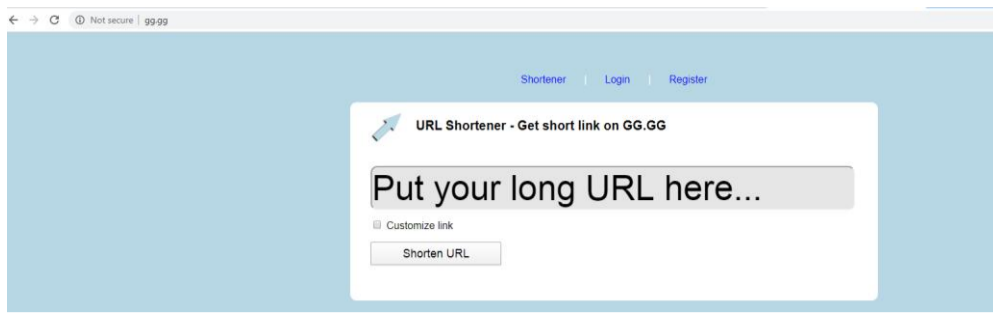 Not secure | gg.gg
Shortener | Login | Register
URL Shortener - Get short link on GG.GG
Put your long URL here...
Customize link
Shorten URL